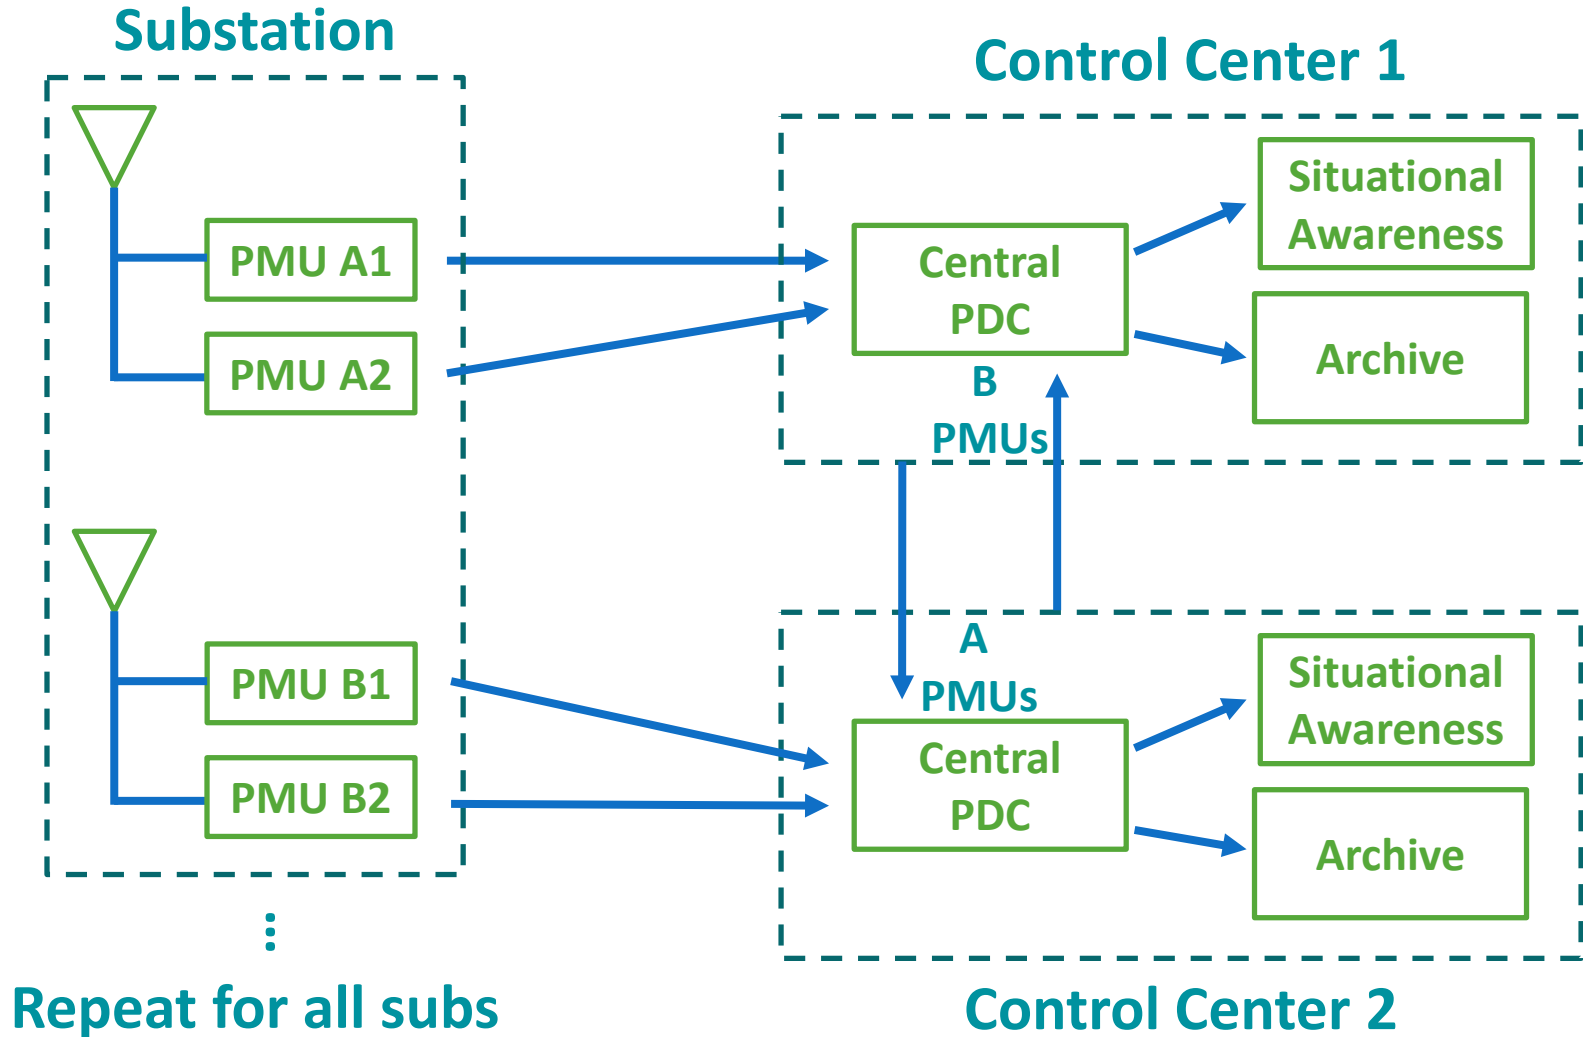 Substation
PMU A1
PMU A2
PMU B1
PMU B2
Repeat for all subs
Control Center 1
Central
PDC
Situational
Awareness
Archive
B
PMUs
A
PMUs
Central
PDC
Situational
Awareness
Archive
Control Center 2